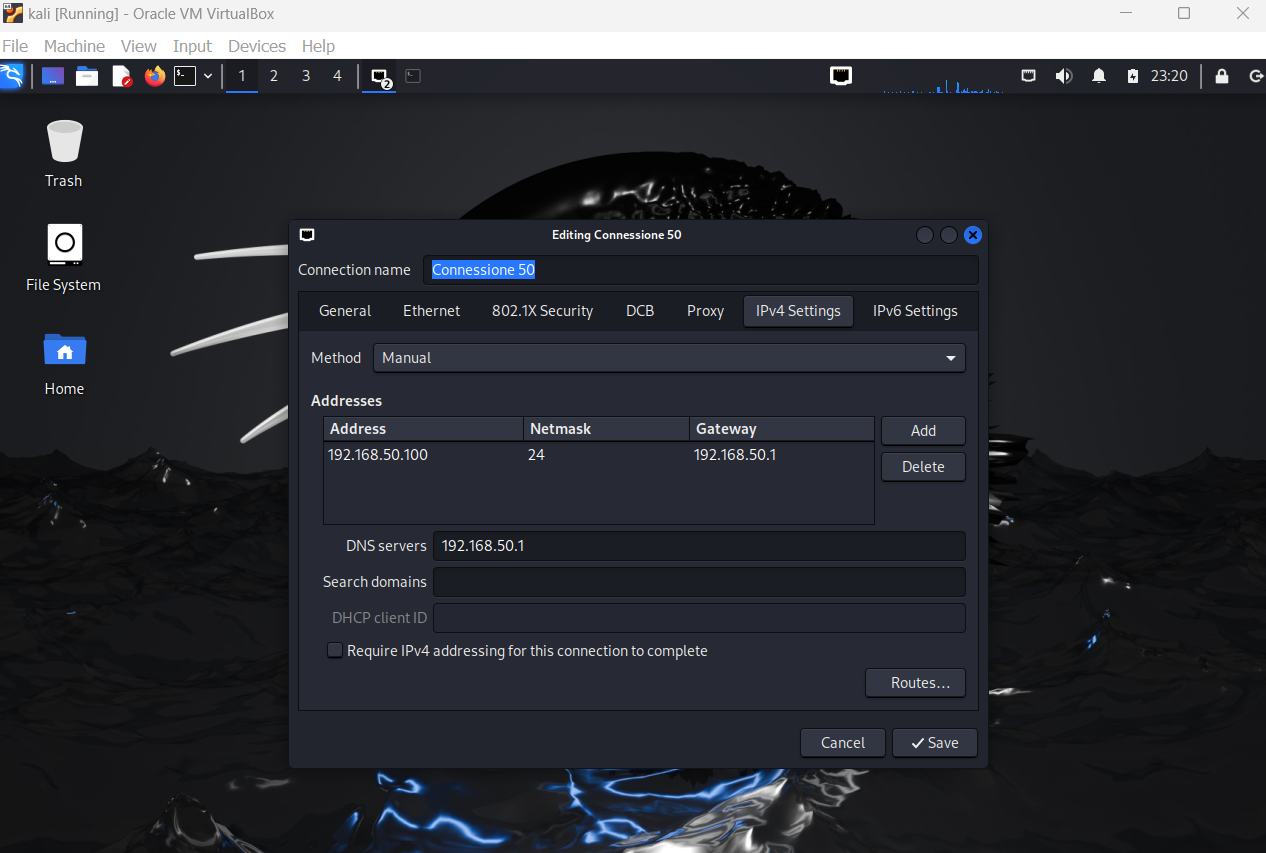 kali [Running] - Oracle VM VirtualBox
File Machine View Input Devices Help
1 2 3 4 2 23:20
Trash
File System
Home
Editing Connessione 50
Connection name Connessione 50
General Ethernet 802.1X Security DCB Proxy IPv4 Settings IPv6 Settings
Method Manual
Addresses
Address Netmask Gateway
192.168.50.100 24 192.168.50.1
Add
Delete
DNS servers 192.168.50.1
Search domains
DHCP client ID
Require IPv4 addressing for this connection to complete
Routes…
Cancel Save